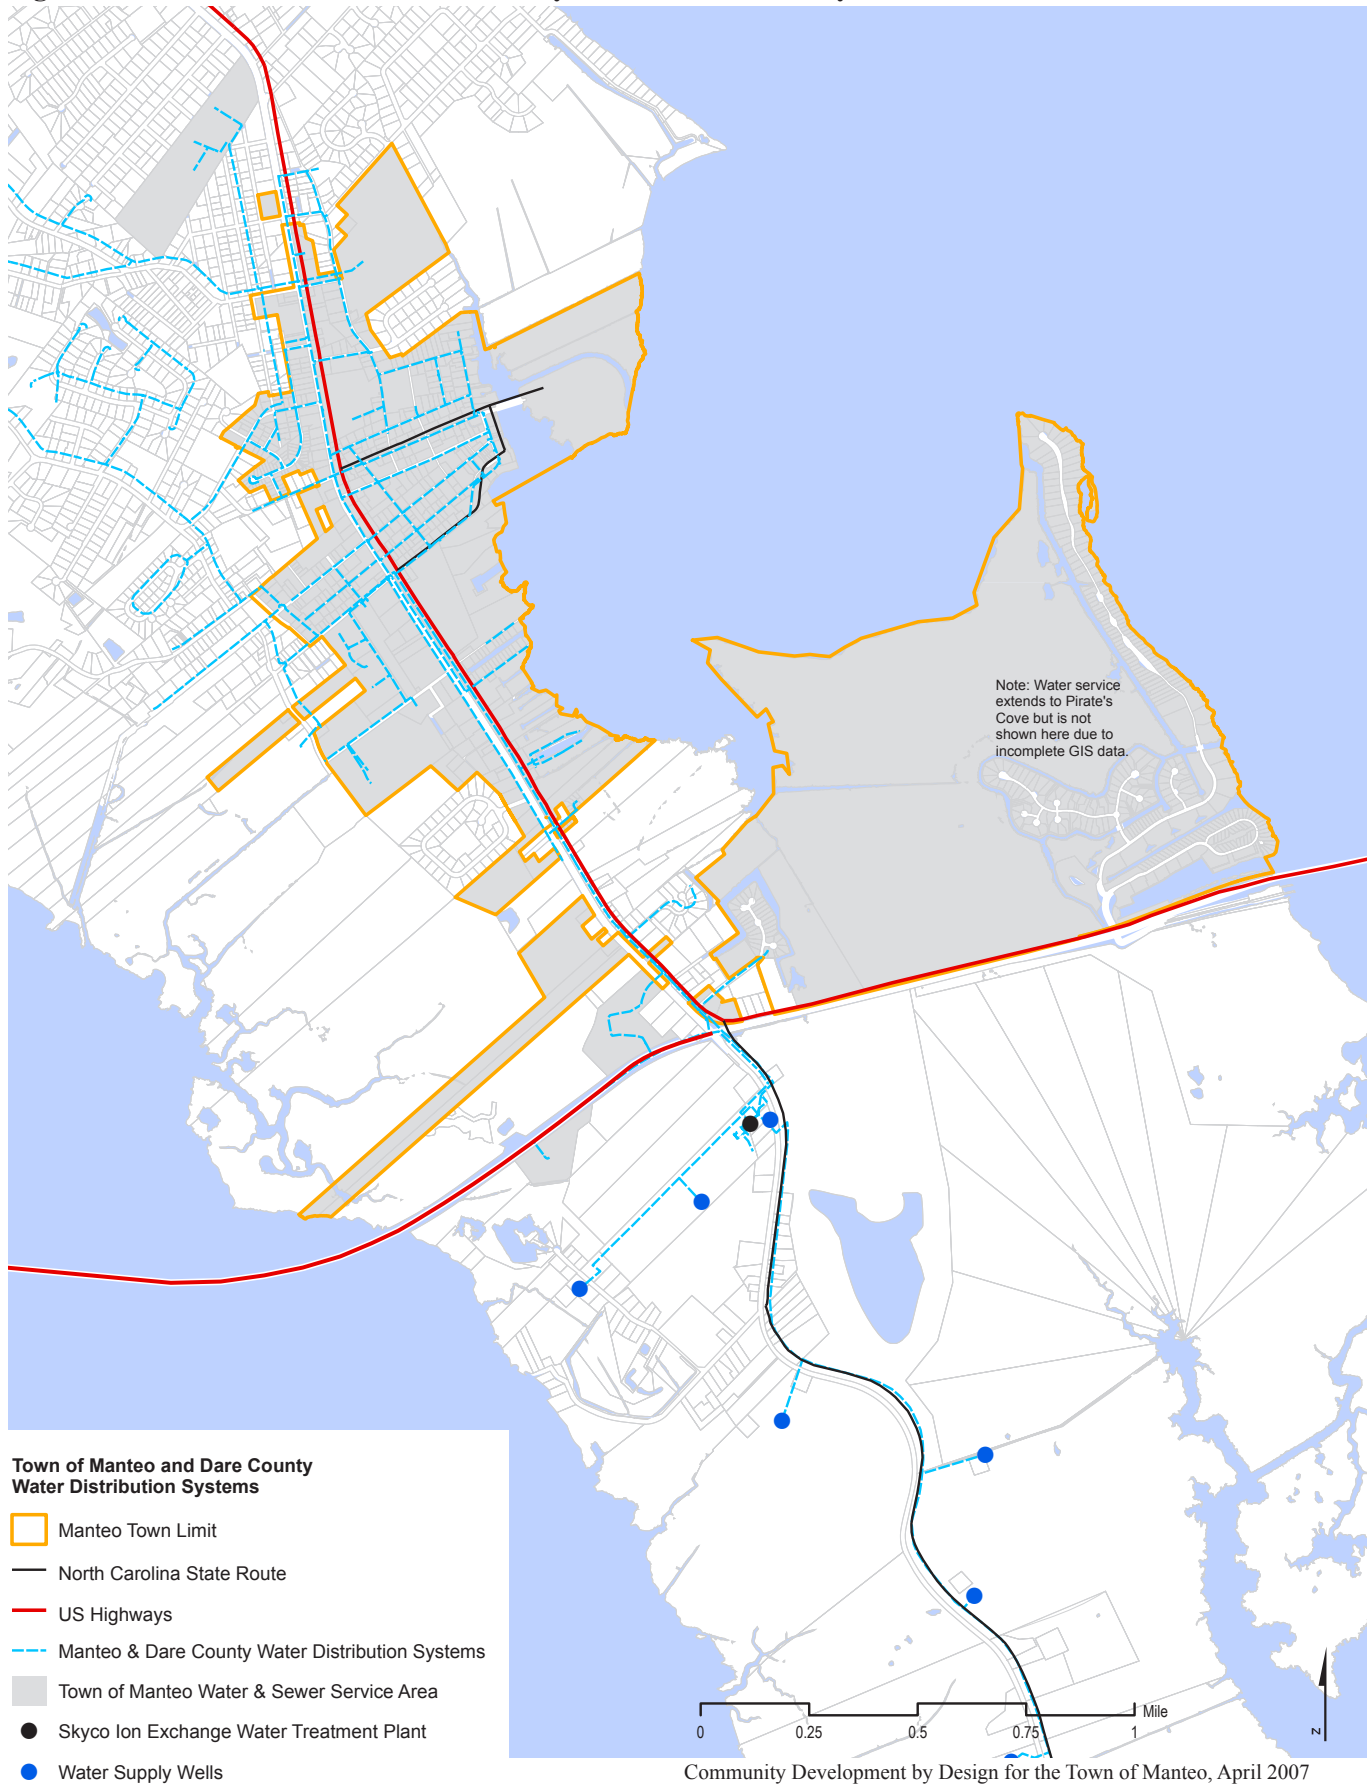 Note: Water service
extends to Pirate's
Cove but is not
shown here due to
incomplete GIS data.
Town of Manteo and Dare County
Water Distribution Systems
Manteo Town Limit
North Carolina State Route
US Highways
Manteo & Dare County Water Distribution Systems
Town of Manteo Water & Sewer Service Area
Skyco Ion Exchange Water Treatment Plant
Water Supply Wells
Mile
0 0.25 0.5 0.75 1
z
Community Development by Design for the Town of Manteo, April 2007